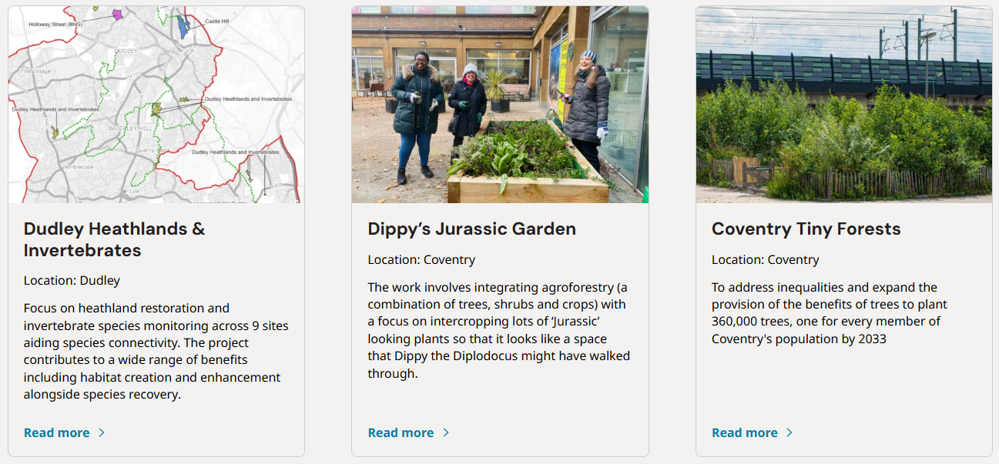 Holloway Street (BNG)
Castle Hill
DUDLEY
The Village
Dudley Heathlands and Invertebrates
Dudley Heathlands and Invertebrates
BRIERLEY HILL
Quarry Bank
Dudley Heathlands and Invertebrates
Amblecote
Lye
Dudley Heathlands &
Invertebrates
Location: Dudley
Focus on heathland restoration and
invertebrate species monitoring across 9 sites
aiding species connectivity. The project
contributes to a wide range of benefits
including habitat creation and enhancement
alongside species recovery.
Read more
Dippy’s Jurassic Garden
Location: Coventry
The work involves integrating agroforestry (a
combination of trees, shrubs and crops) with
a focus on intercropping lots of ‘Jurassic’
looking plants so that it looks like a space
that Dippy the Diplodocus might have walked
through.
Read more
Coventry Tiny Forests
Location: Coventry
To address inequalities and expand the
provision of the benefits of trees to plant
360,000 trees, one for every member of
Coventry's population by 2033
Read more